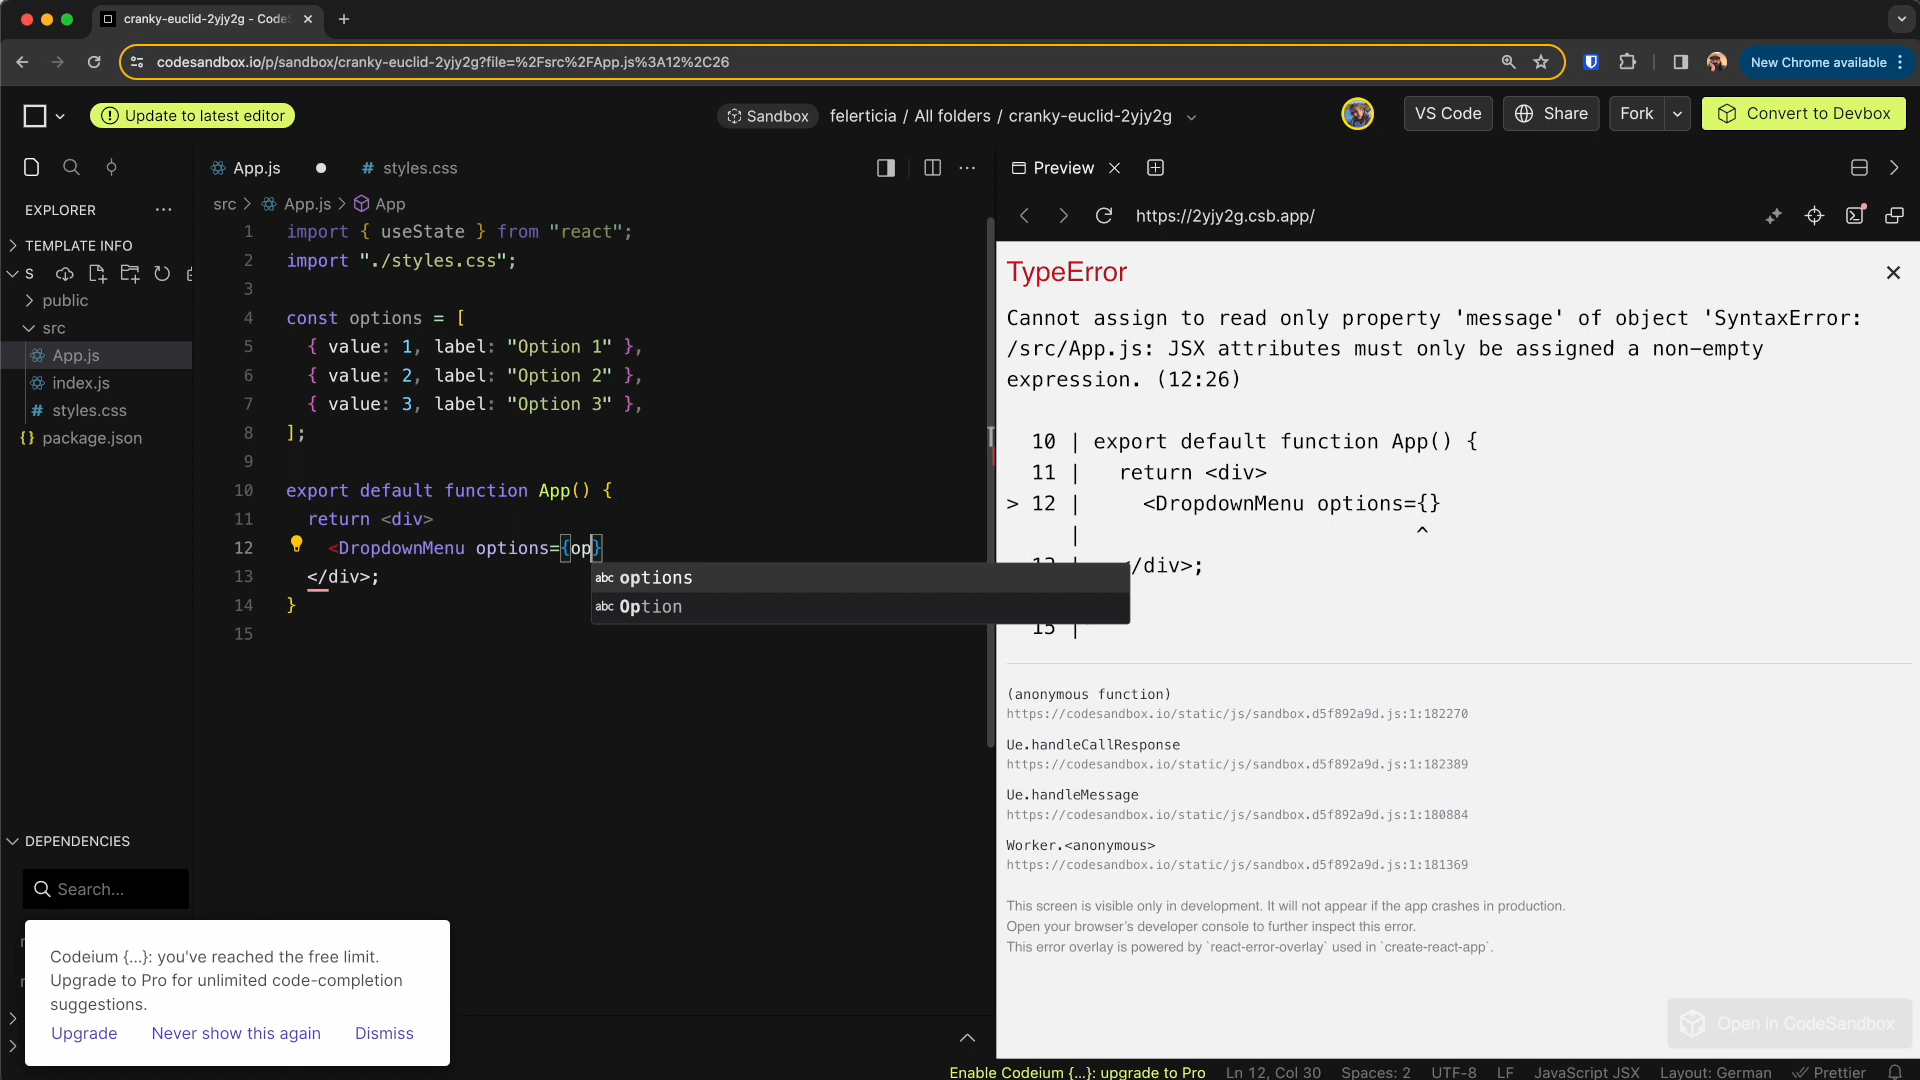 cranky-euclid-2yjy2g - CodeS
codesandbox.io/p/sandbox/cranky-euclid-2yjy2g?file=%2Fsrc%2FApp.js%3A12%2C26
New Chrome available
Update to latest editor
Sandbox
felerticia / All folders / cranky-euclid-2yjy2g
VS Code
Share
Fork
Convert to Devbox
App.js
# styles.css
Preview
EXPLORER
src > App.js > App
https://2yjy2g.csb.app/
TEMPLATE INFO
S
public
src
App.js
index.js
# styles.css
{} package.json
1 import { useState } from "react";
2 import "./styles.css";
3
4 const options = [
5 { value: 1, label: "Option 1" },
6 { value: 2, label: "Option 2" },
7 { value: 3, label: "Option 3" },
8 ];
9
10 export default function App() {
11 return <div>
12 <DropdownMenu options={op}
13 </div>;
14 }
15
abc options
abc Option
TypeError
Cannot assign to read only property 'message' of object 'SyntaxError:
/src/App.js: JSX attributes must only be assigned a non-empty
expression. (12:26)
10 | export default function App() {
11 | return <div>
> 12 | <DropdownMenu options={}
| ^
/div>;
15 |
(anonymous function)
https://codesandbox.io/static/js/sandbox.d5f892a9d.js:1:182270
Ue.handleCallResponse
https://codesandbox.io/static/js/sandbox.d5f892a9d.js:1:182389
Ue.handleMessage
https://codesandbox.io/static/js/sandbox.d5f892a9d.js:1:180884
Worker.<anonymous>
https://codesandbox.io/static/js/sandbox.d5f892a9d.js:1:181369
This screen is visible only in development. It will not appear if the app crashes in production.
Open your browser's developer console to further inspect this error.
This error overlay is powered by `react-error-overlay` used in `create-react-app`.
Open in CodeSandbox
DEPENDENCIES
Search...
Codeium {...}: you've reached the free limit.
Upgrade to Pro for unlimited code-completion
suggestions.
Upgrade
Never show this again
Dismiss
Enable Codeium {...}: upgrade to Pro
Ln 12, Col 30
Spaces: 2
UTF-8
LF
JavaScript JSX
Layout: German
Prettier